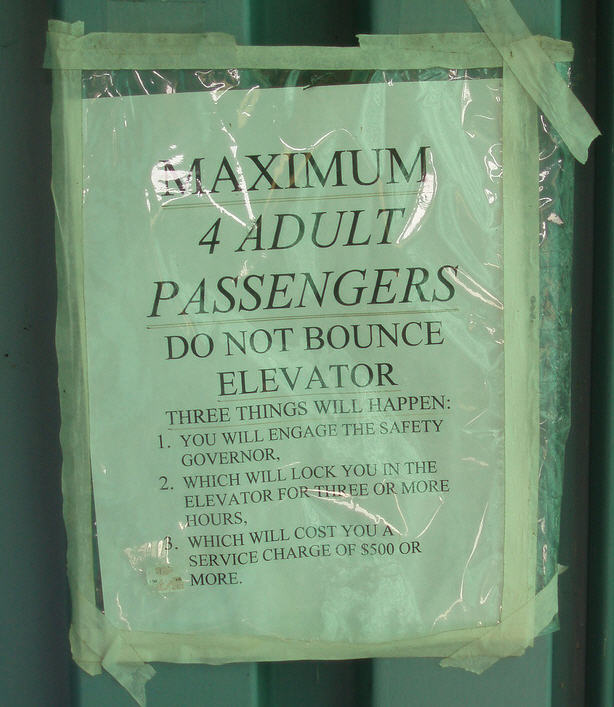 MAXIMUM
4 ADULT
PASSENGERS
DO NOT BOUNCE
ELEVATOR
THREE THINGS WILL HAPPEN:
1. YOU WILL ENGAGE THE SAFETY
GOVERNOR,
2. WHICH WILL LOCK YOU IN THE
ELEVATOR FOR THREE OR MORE
HOURS,
3. WHICH WILL COST YOU A
SERVICE CHARGE OF $500 OR
MORE.